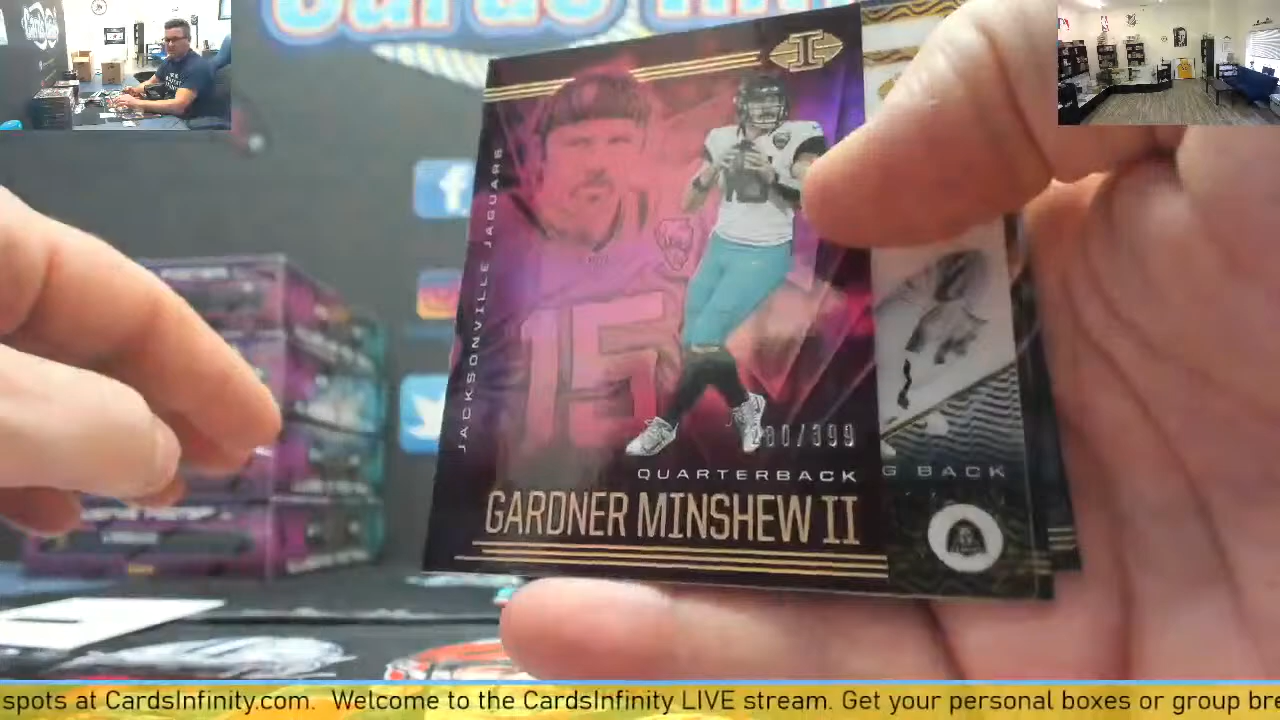 JACKSONVILLE JAGUARS
15
15
/399
QUARTERBACK
GARDNER MINSHEW II
G BACK
spots at CardsInfinity.com. Welcome to the CardsInfinity LIVE stream. Get your personal boxes or group bre